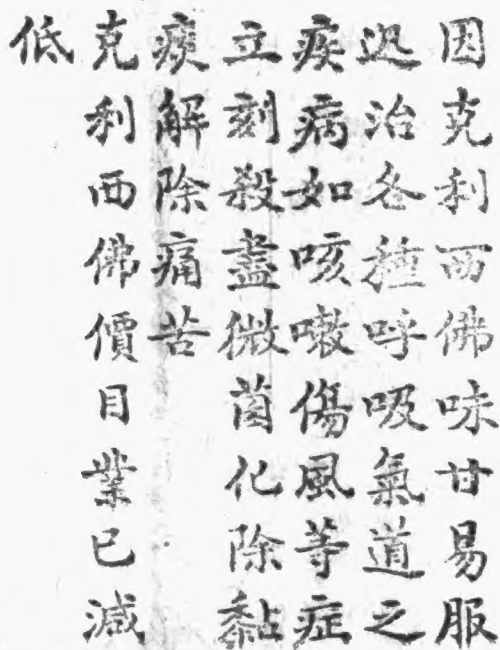 因克利西佛味甘易服
迅治各種呼吸氣道之
疾病如咳嗽傷風等症
立刻殺盡微菌化除黏
痰解除痛苦
克利西佛價目業已減
低